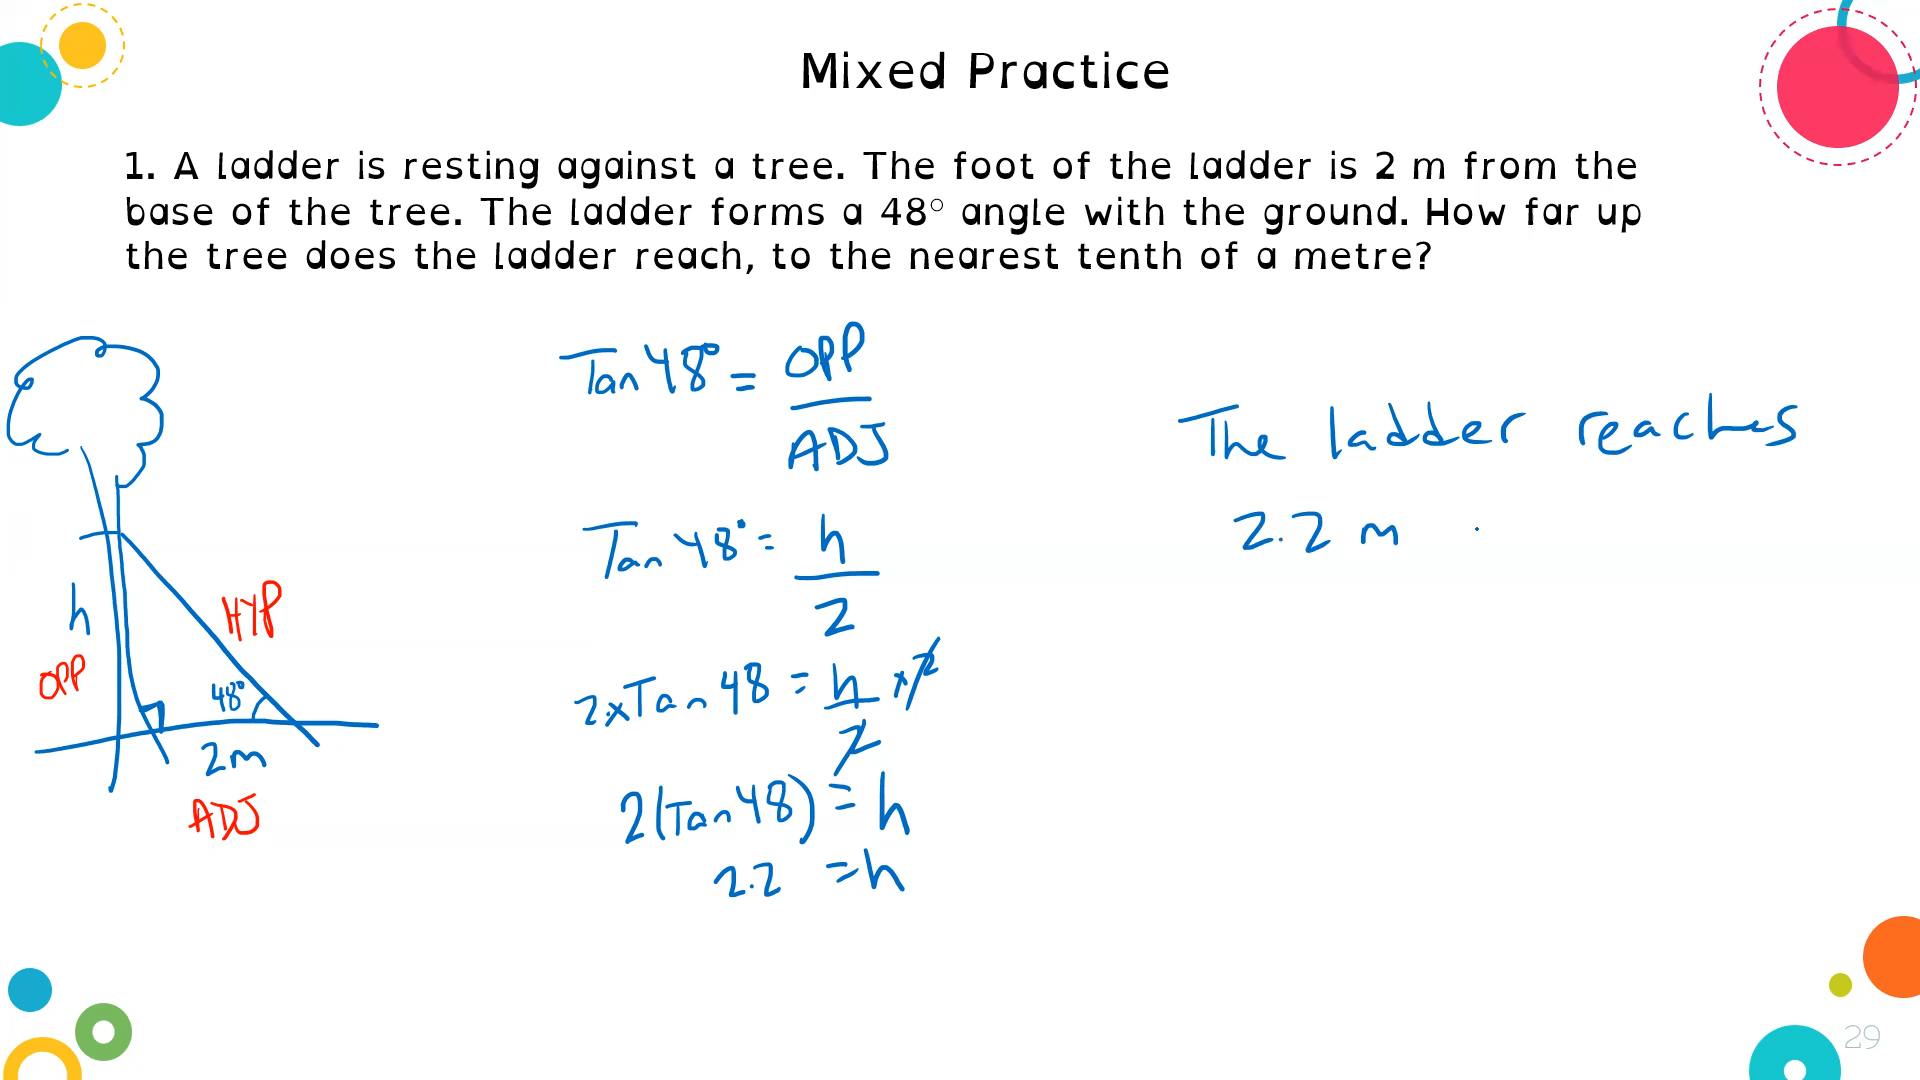 Mixed Practice
1. A ladder is resting against a tree. The foot of the ladder is 2 m from the
base of the tree. The ladder forms a 48° angle with the ground. How far up
the tree does the ladder reach, to the nearest tenth of a metre?
h
OPP
HYP
48°
2m
ADJ
Tan 48° = OPP / ADJ
Tan 48° = h / 2
2 x Tan 48 = h / 2 x 2
2(Tan 48) = h
2.2 = h
The ladder reaches
2.2 m
29